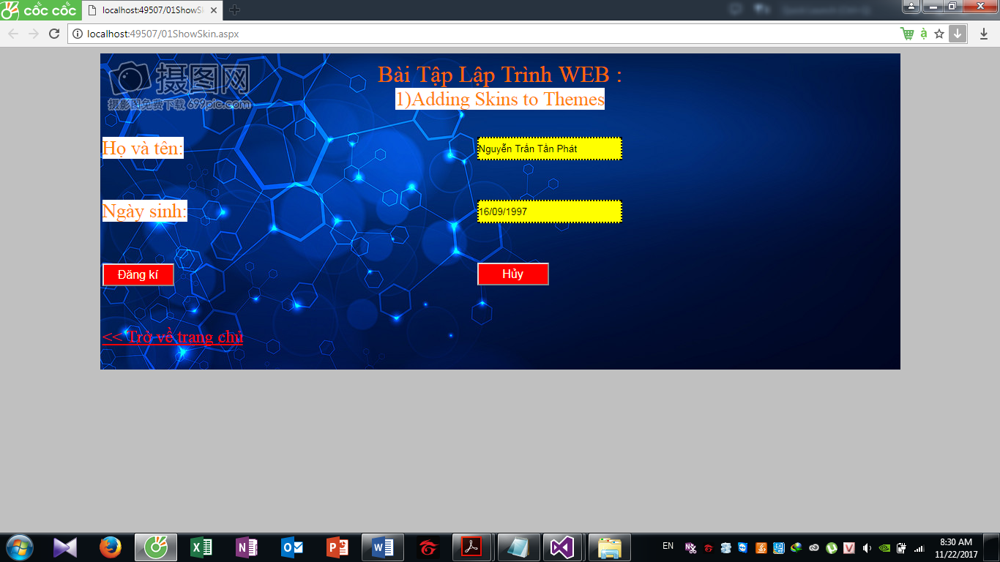 cốc cốc
localhost:49507/01ShowS
localhost:49507/01ShowSkin.aspx
摄图网
摄影图免费下载 699pic.com
Bài Tập Lập Trình WEB :
1)Adding Skins to Themes
Họ và tên:
Nguyễn Trần Tấn Phát
Ngày sinh:
16/09/1997
Đăng kí
Hủy
<< Trở về trang chủ
EN
8:30 AM
11/22/2017